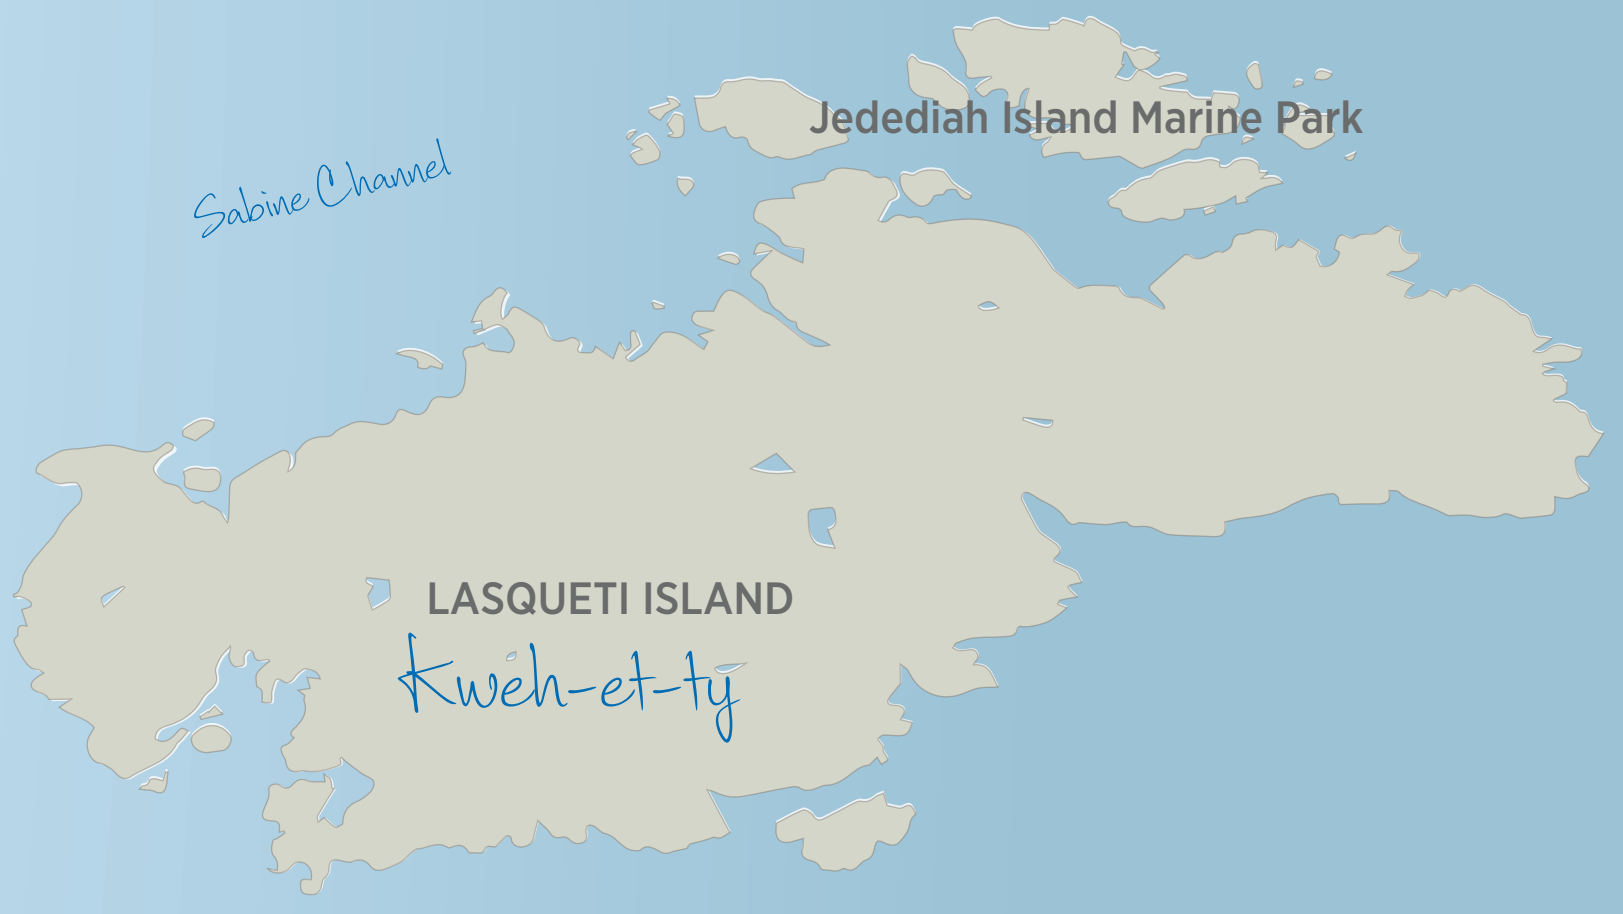 Jedediah Island Marine Park
Sabine Channel
LASQUETI ISLAND
Kweh-et-ty